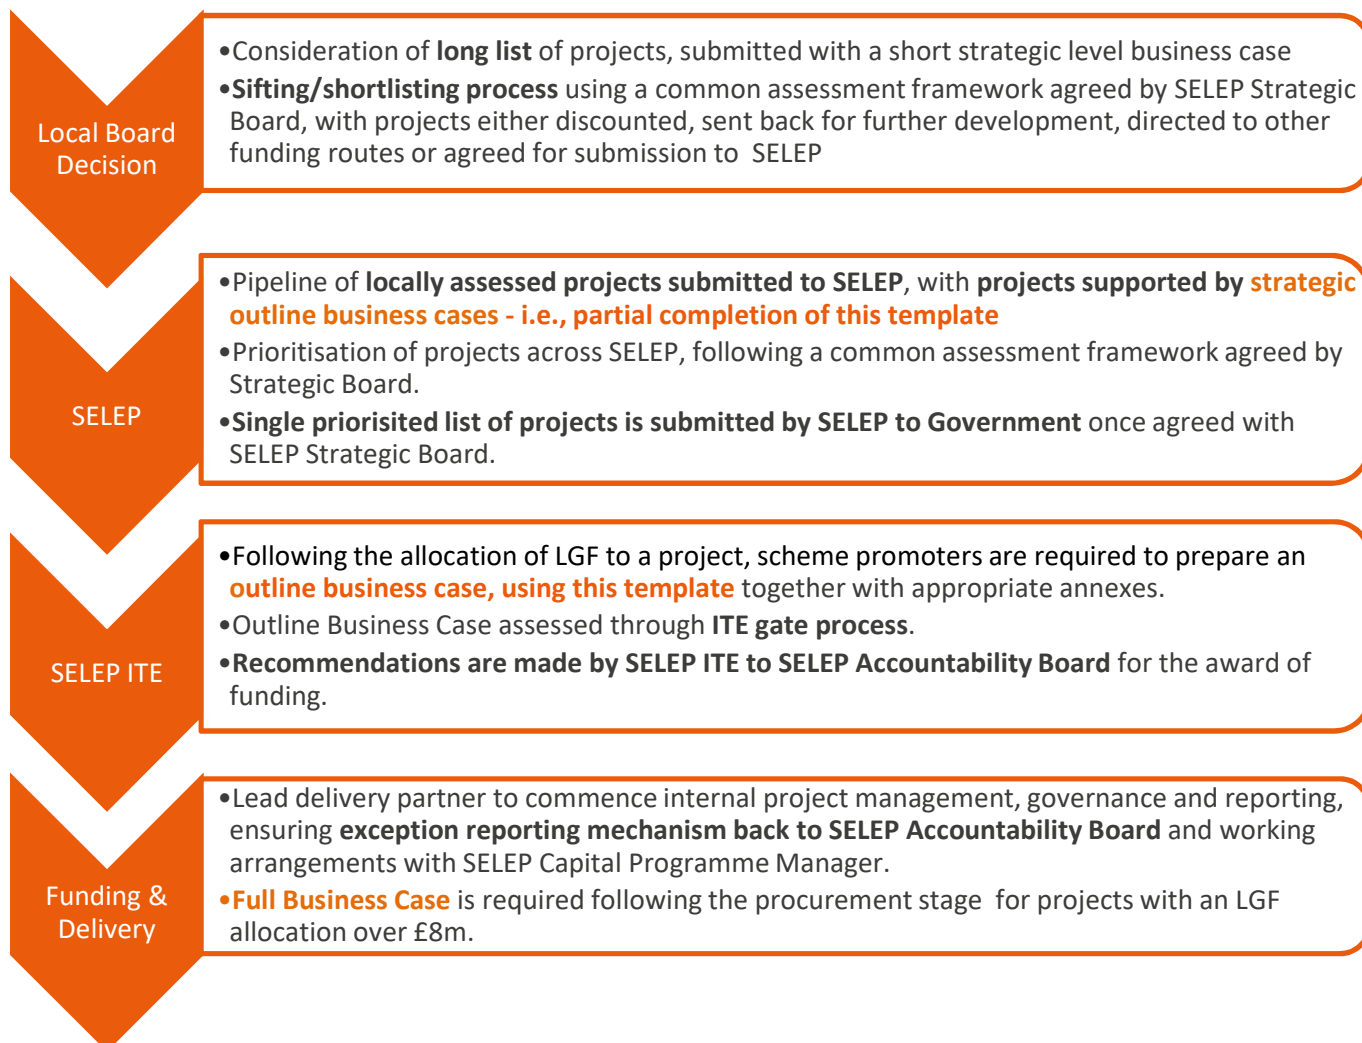 Local Board
Decision
•Consideration of long list of projects, submitted with a short strategic level business case
•Sifting/shortlisting process using a common assessment framework agreed by SELEP Strategic
Board, with projects either discounted, sent back for further development, directed to other
funding routes or agreed for submission to SELEP
SELEP
•Pipeline of locally assessed projects submitted to SELEP, with projects supported by strategic
outline business cases - i.e., partial completion of this template
•Prioritisation of projects across SELEP, following a common assessment framework agreed by
Strategic Board.
•Single priorisited list of projects is submitted by SELEP to Government once agreed with
SELEP Strategic Board.
SELEP ITE
•Following the allocation of LGF to a project, scheme promoters are required to prepare an
outline business case, using this template together with appropriate annexes.
•Outline Business Case assessed through ITE gate process.
•Recommendations are made by SELEP ITE to SELEP Accountability Board for the award of
funding.
Funding &
Delivery
•Lead delivery partner to commence internal project management, governance and reporting,
ensuring exception reporting mechanism back to SELEP Accountability Board and working
arrangements with SELEP Capital Programme Manager.
•Full Business Case is required following the procurement stage for projects with an LGF
allocation over £8m.